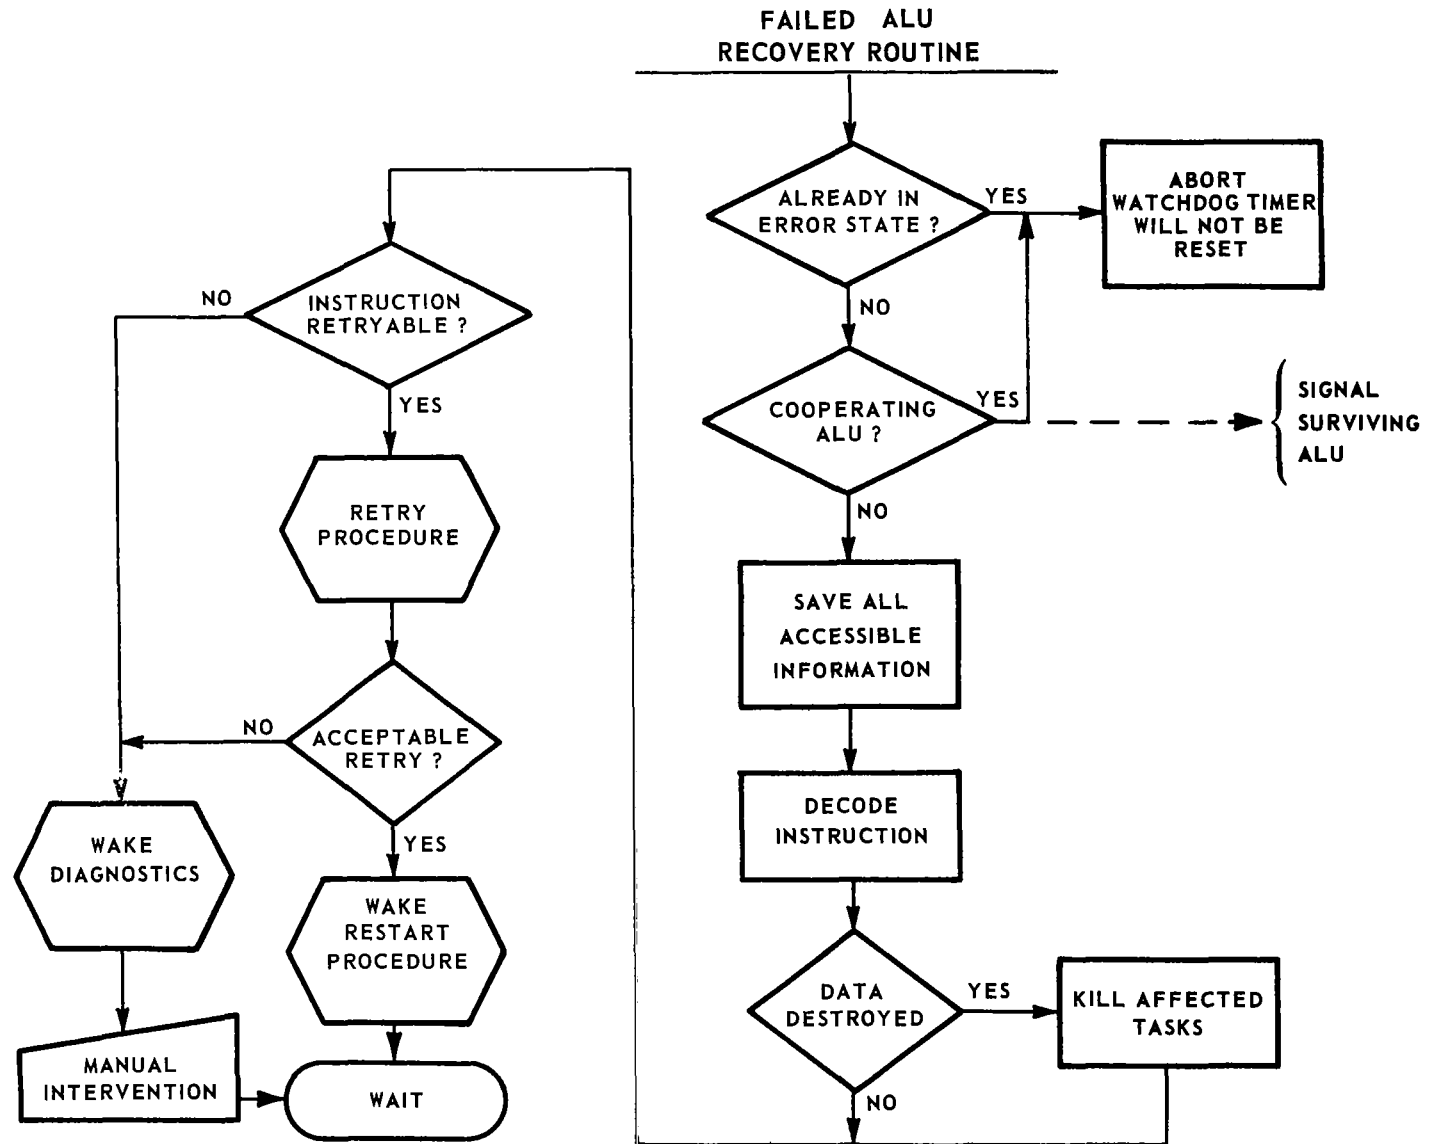 FAILED ALU
RECOVERY ROUTINE
ALREADY IN
ERROR STATE ?
YES
ABORT
WATCHDOG TIMER
WILL NOT BE
RESET
NO
COOPERATING
ALU ?
YES
SIGNAL
SURVIVING
ALU
NO
SAVE ALL
ACCESSIBLE
INFORMATION
DECODE
INSTRUCTION
DATA
DESTROYED
YES
KILL AFFECTED
TASKS
NO
INSTRUCTION
RETRYABLE ?
NO
YES
RETRY
PROCEDURE
ACCEPTABLE
RETRY ?
NO
YES
WAKE
DIAGNOSTICS
WAKE
RESTART
PROCEDURE
MANUAL
INTERVENTION
WAIT